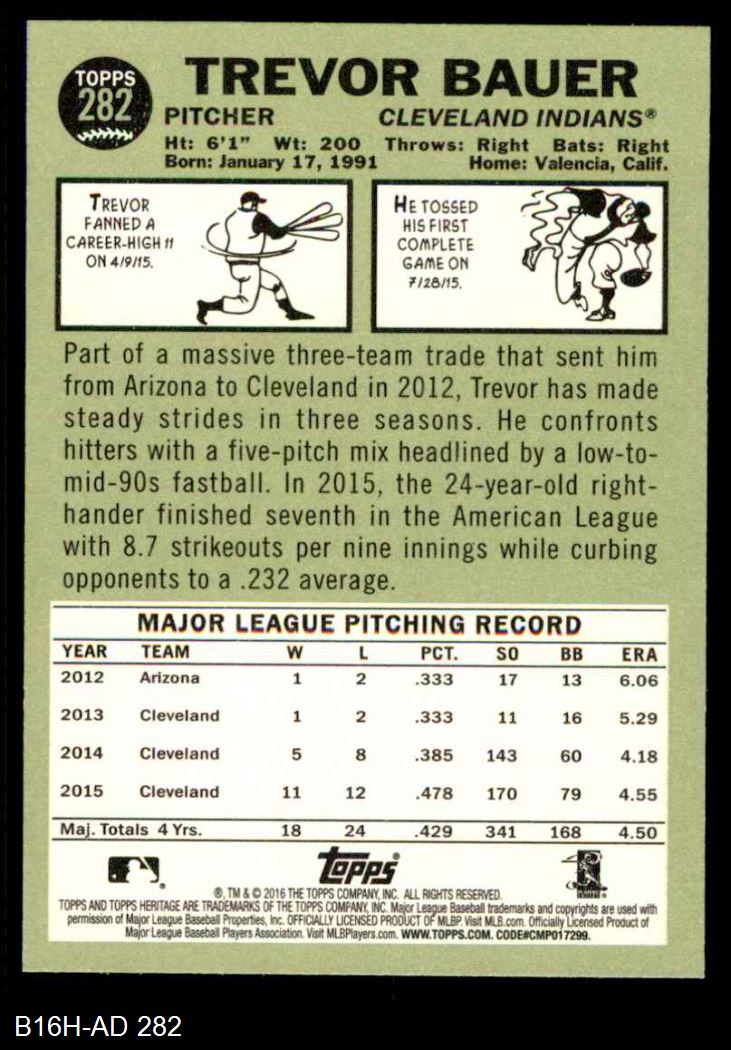 TOPPS
282
TREVOR BAUER
PITCHER CLEVELAND INDIANS®
Ht: 6'1" Wt: 200 Throws: Right Bats: Right
Born: January 17, 1991 Home: Valencia, Calif.
TREVOR
FANNED A
CAREER-HIGH 11
ON 4/9/15.
HE TOSSED
HIS FIRST
COMPLETE
GAME ON
7/28/15.
Part of a massive three-team trade that sent him
from Arizona to Cleveland in 2012, Trevor has made
steady strides in three seasons. He confronts
hitters with a five-pitch mix headlined by a low-to-
mid-90s fastball. In 2015, the 24-year-old right-
hander finished seventh in the American League
with 8.7 strikeouts per nine innings while curbing
opponents to a .232 average.
MAJOR LEAGUE PITCHING RECORD
YEAR TEAM W L PCT. SO BB ERA
2012 Arizona 1 2 .333 17 13 6.06
2013 Cleveland 1 2 .333 11 16 5.29
2014 Cleveland 5 8 .385 143 60 4.18
2015 Cleveland 11 12 .478 170 79 4.55
Maj. Totals 4 Yrs. 18 24 .429 341 168 4.50
Topps
®, TM & © 2016 THE TOPPS COMPANY, INC. ALL RIGHTS RESERVED.
TOPPS AND TOPPS HERITAGE ARE TRADEMARKS OF THE TOPPS COMPANY, INC. Major League Baseball trademarks and copyrights are used with
permission of Major League Baseball Properties, Inc. OFFICIALLY LICENSED PRODUCT OF MLBP Visit MLB.com. Officially Licensed Product of
Major League Baseball Players Association. Visit MLBPlayers.com. WWW.TOPPS.COM. CODE#CMP017299.
B16H-AD 282